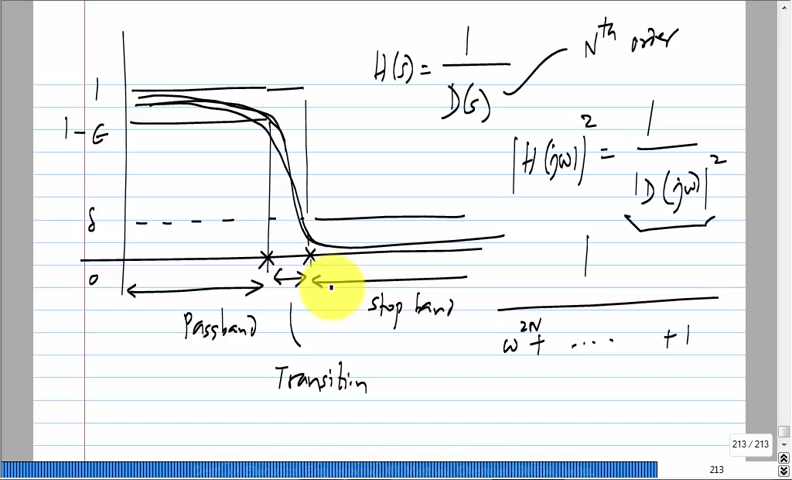 1
1-ϵ
δ
0
Passband
Transition
Stop band
H(s) = 1 / D(s)
Nth order
|H(jω)|² = 1 / |D(jω)|²
1 / ω^2N + .... + 1
213 / 213
213